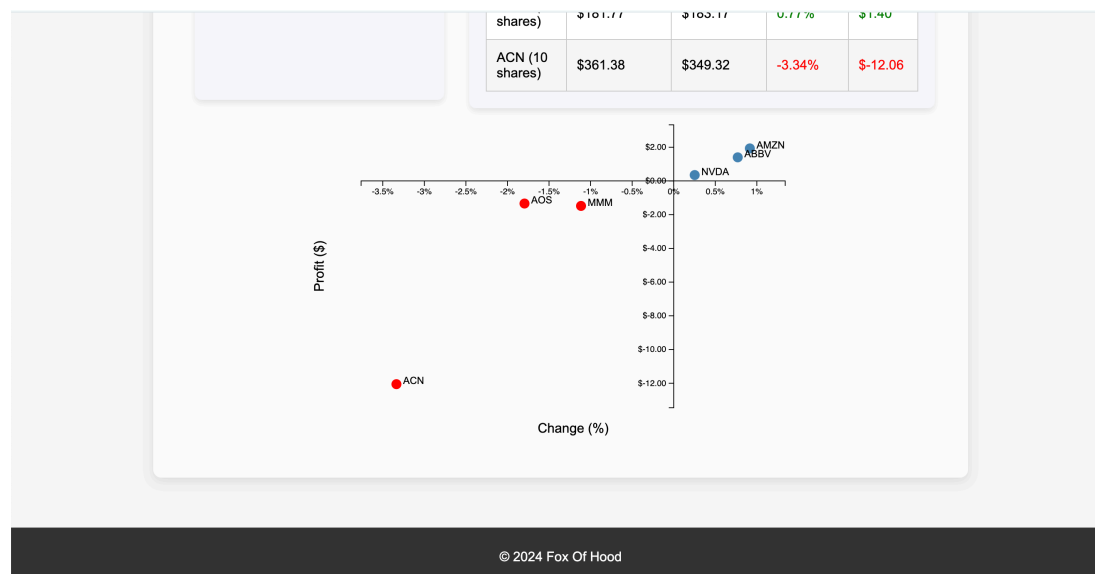 shares)
$181.77
$183.17
0.77%
$1.40
ACN (10
shares)
$361.38
$349.32
-3.34%
$-12.06
$2.00
AMZN
ABBV
NVDA
$0.00
-3.5%
-3%
-2.5%
-2%
-1.5%
-1%
-0.5%
0%
0.5%
1%
AOS
MMM
$-2.00
$-4.00
Profit ($)
$-6.00
$-8.00
$-10.00
ACN
$-12.00
Change (%)
© 2024 Fox Of Hood